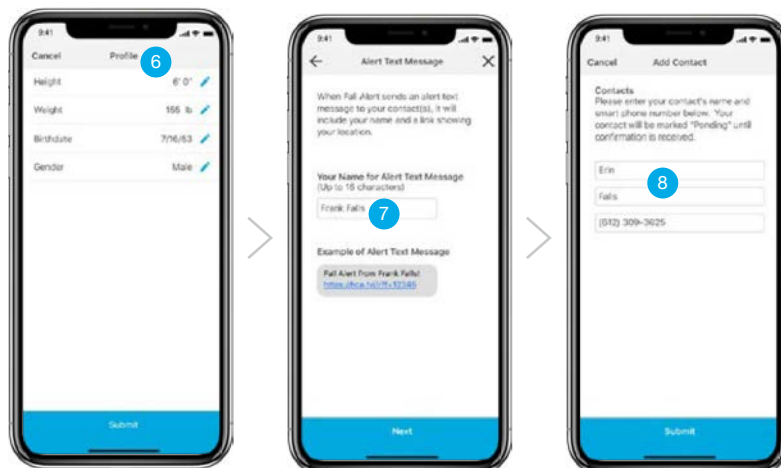 9:41
Cancel Profile 6
Height 6' 0"
Weight 155 lb
Birthdate 7/16/63
Gender Male
Submit
9:41
Alert Text Message
When Fall Alert sends an alert text
message to your contact(s), it will
include your name and a link showing
your location.
Your Name for Alert Text Message
(Up to 18 characters)
Frank Falls 7
Example of Alert Text Message
Fall Alert from Frank Falls!
Next
9:41
Cancel Add Contact
Contacts
Please enter your contact's name and
smart phone number below. Your
contact will be marked "Pending" until
confirmation is received.
Erin
8
Falls
(612) 309-3625
Submit